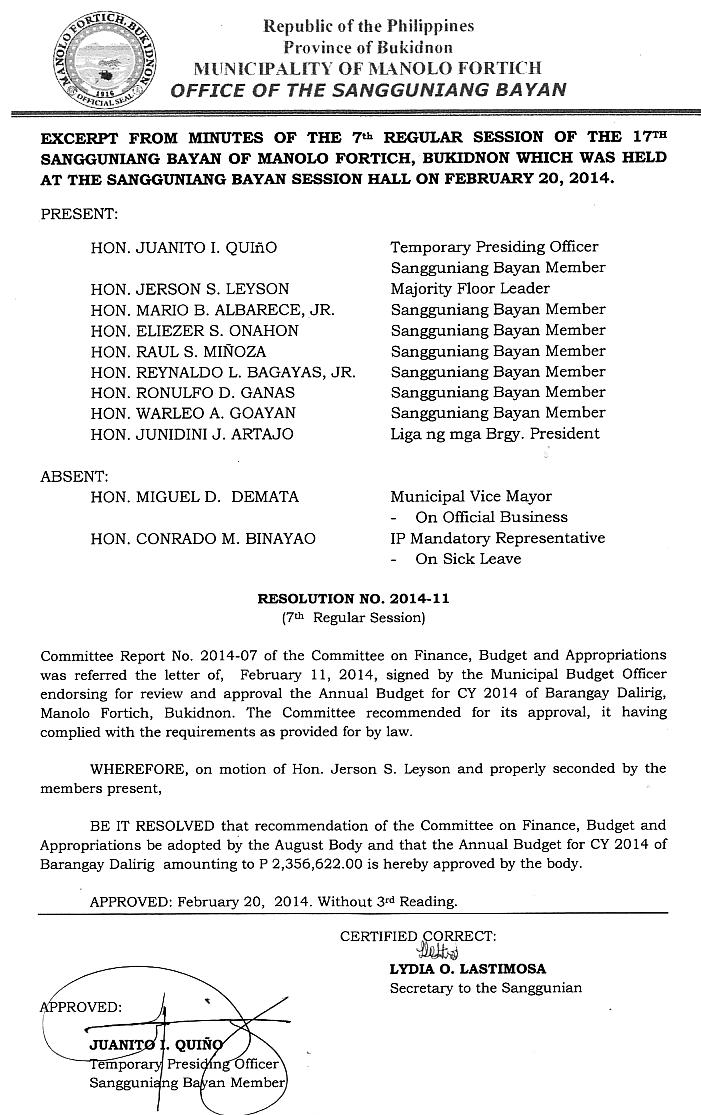 MANOLO FORTICH, BUKIDNON
1916
OFFICIAL SEAL
Republic of the Philippines
Province of Bukidnon
MUNICIPALITY OF MANOLO FORTICH
OFFICE OF THE SANGGUNIANG BAYAN
EXCERPT FROM MINUTES OF THE 7th REGULAR SESSION OF THE 17TH
SANGGUNIANG BAYAN OF MANOLO FORTICH, BUKIDNON WHICH WAS HELD
AT THE SANGGUNIANG BAYAN SESSION HALL ON FEBRUARY 20, 2014.
PRESENT:
HON. JUANITO I. QUIñO Temporary Presiding Officer
Sangguniang Bayan Member
HON. JERSON S. LEYSON Majority Floor Leader
HON. MARIO B. ALBARECE, JR. Sangguniang Bayan Member
HON. ELIEZER S. ONAHON Sangguniang Bayan Member
HON. RAUL S. MIÑOZA Sangguniang Bayan Member
HON. REYNALDO L. BAGAYAS, JR. Sangguniang Bayan Member
HON. RONULFO D. GANAS Sangguniang Bayan Member
HON. WARLEO A. GOAYAN Sangguniang Bayan Member
HON. JUNIDINI J. ARTAJO Liga ng mga Brgy. President
ABSENT:
HON. MIGUEL D. DEMATA Municipal Vice Mayor
- On Official Business
HON. CONRADO M. BINAYAO IP Mandatory Representative
- On Sick Leave
RESOLUTION NO. 2014-11
(7th Regular Session)
Committee Report No. 2014-07 of the Committee on Finance, Budget and Appropriations
was referred the letter of, February 11, 2014, signed by the Municipal Budget Officer
endorsing for review and approval the Annual Budget for CY 2014 of Barangay Dalirig,
Manolo Fortich, Bukidnon. The Committee recommended for its approval, it having
complied with the requirements as provided for by law.
WHEREFORE, on motion of Hon. Jerson S. Leyson and properly seconded by the
members present,
BE IT RESOLVED that recommendation of the Committee on Finance, Budget and
Appropriations be adopted by the August Body and that the Annual Budget for CY 2014 of
Barangay Dalirig amounting to P 2,356,622.00 is hereby approved by the body.
APPROVED: February 20, 2014. Without 3rd Reading.
CERTIFIED CORRECT:
LYDIA O. LASTIMOSA
Secretary to the Sanggunian
APPROVED:
JUANITO I. QUIÑO
Temporary Presiding Officer
Sangguniang Bayan Member